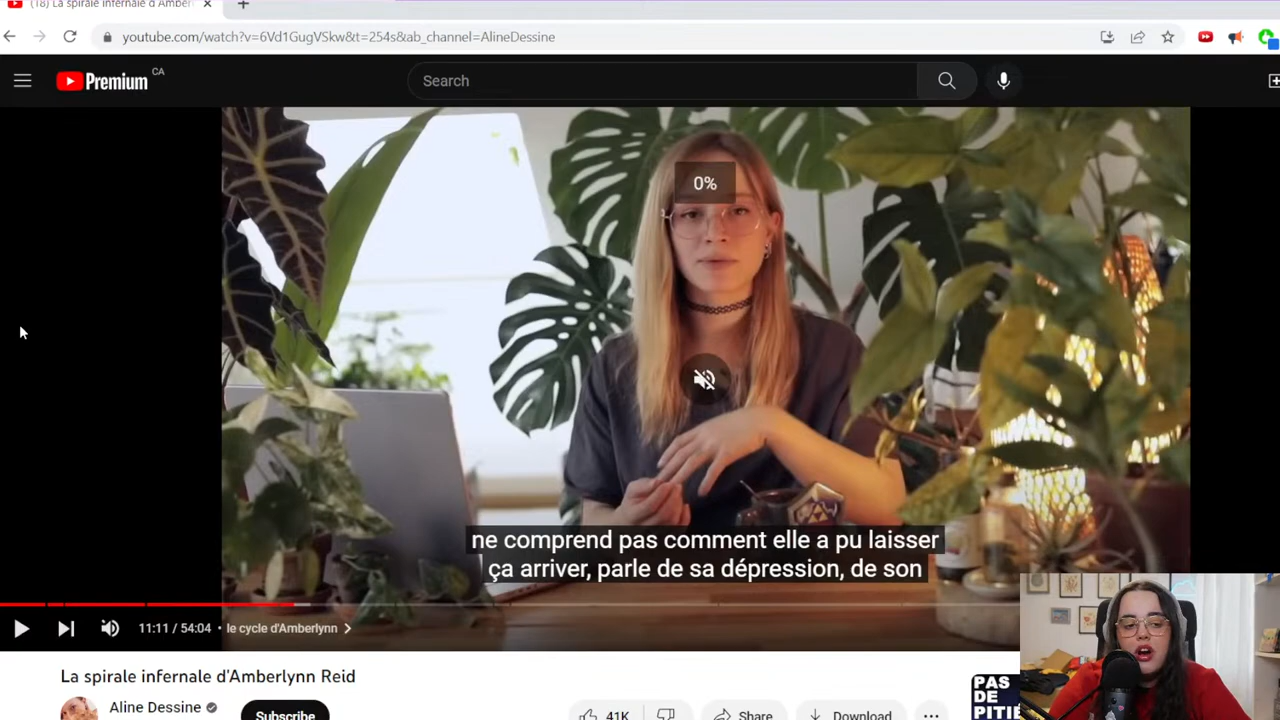 (18) La spirale infernale d'Amberl
youtube.com/watch?v=6Vd1GugVSkw&t=254s&ab_channel=AlineDessine
Premium CA
Search
0%
ne comprend pas comment elle a pu laisser
ça arriver, parle de sa dépression, de son
11:11 / 54:04 • le cycle d'Amberlynn
La spirale infernale d'Amberlynn Reid
Aline Dessine
Subscribe
41K
Share
Download
PAS
DE
PITIÉ